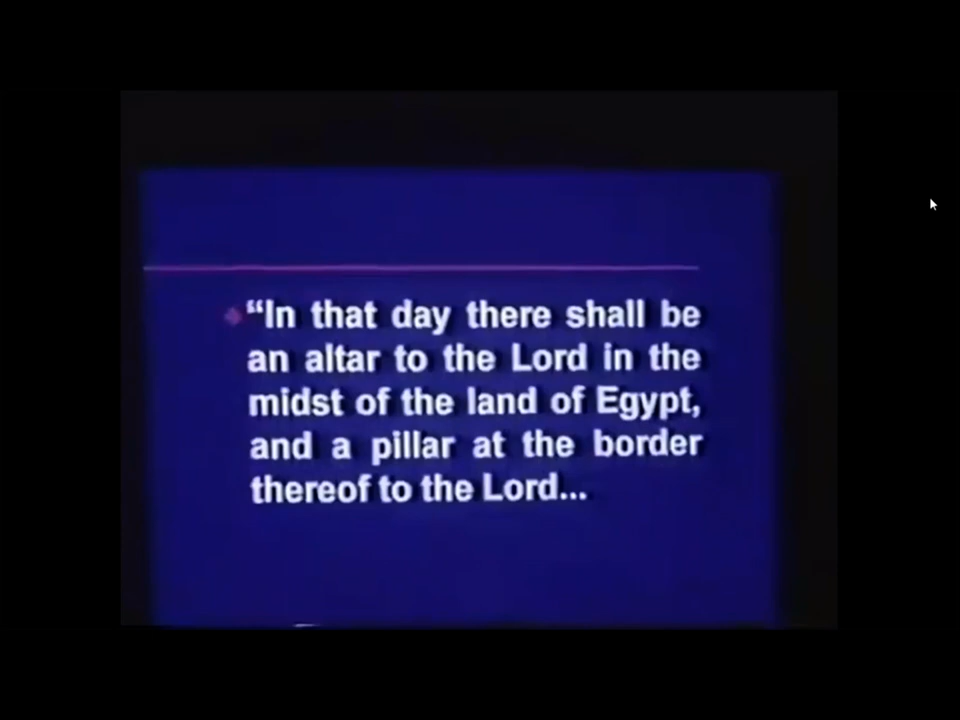 “In that day there shall be
an altar to the Lord in the
midst of the land of Egypt,
and a pillar at the border
thereof to the Lord...